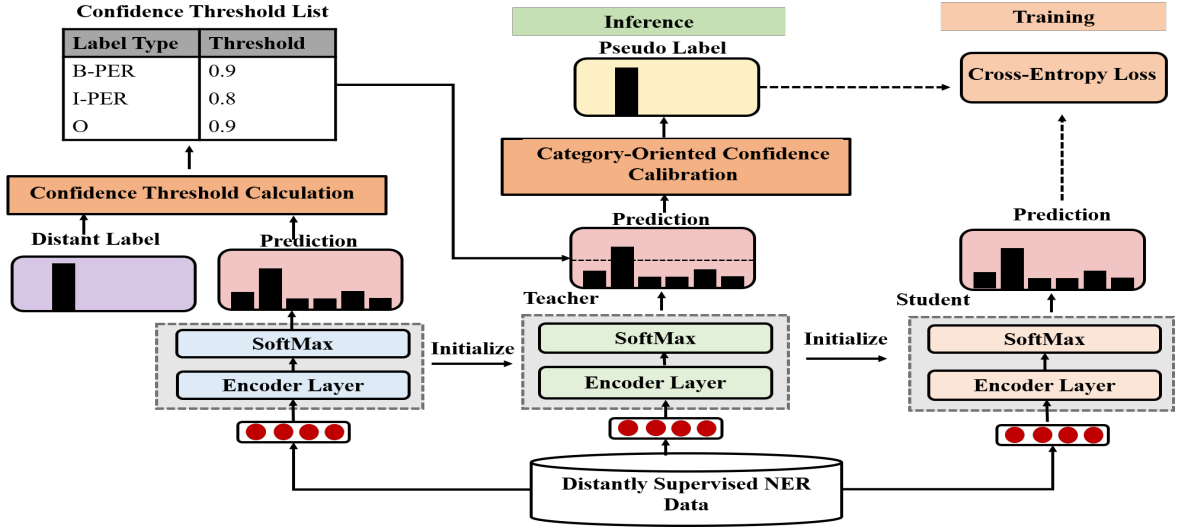 Confidence Threshold List
Label Type Threshold
B-PER 0.9
I-PER 0.8
O 0.9
Confidence Threshold Calculation
Distant Label
Prediction
SoftMax
Encoder Layer
Initialize
Inference
Pseudo Label
Category-Oriented Confidence
Calibration
Prediction
Teacher
SoftMax
Encoder Layer
Initialize
Training
Cross-Entropy Loss
Prediction
Student
SoftMax
Encoder Layer
Distantly Supervised NER
Data